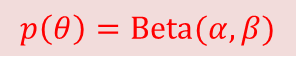 p(θ) = Beta(α, β)